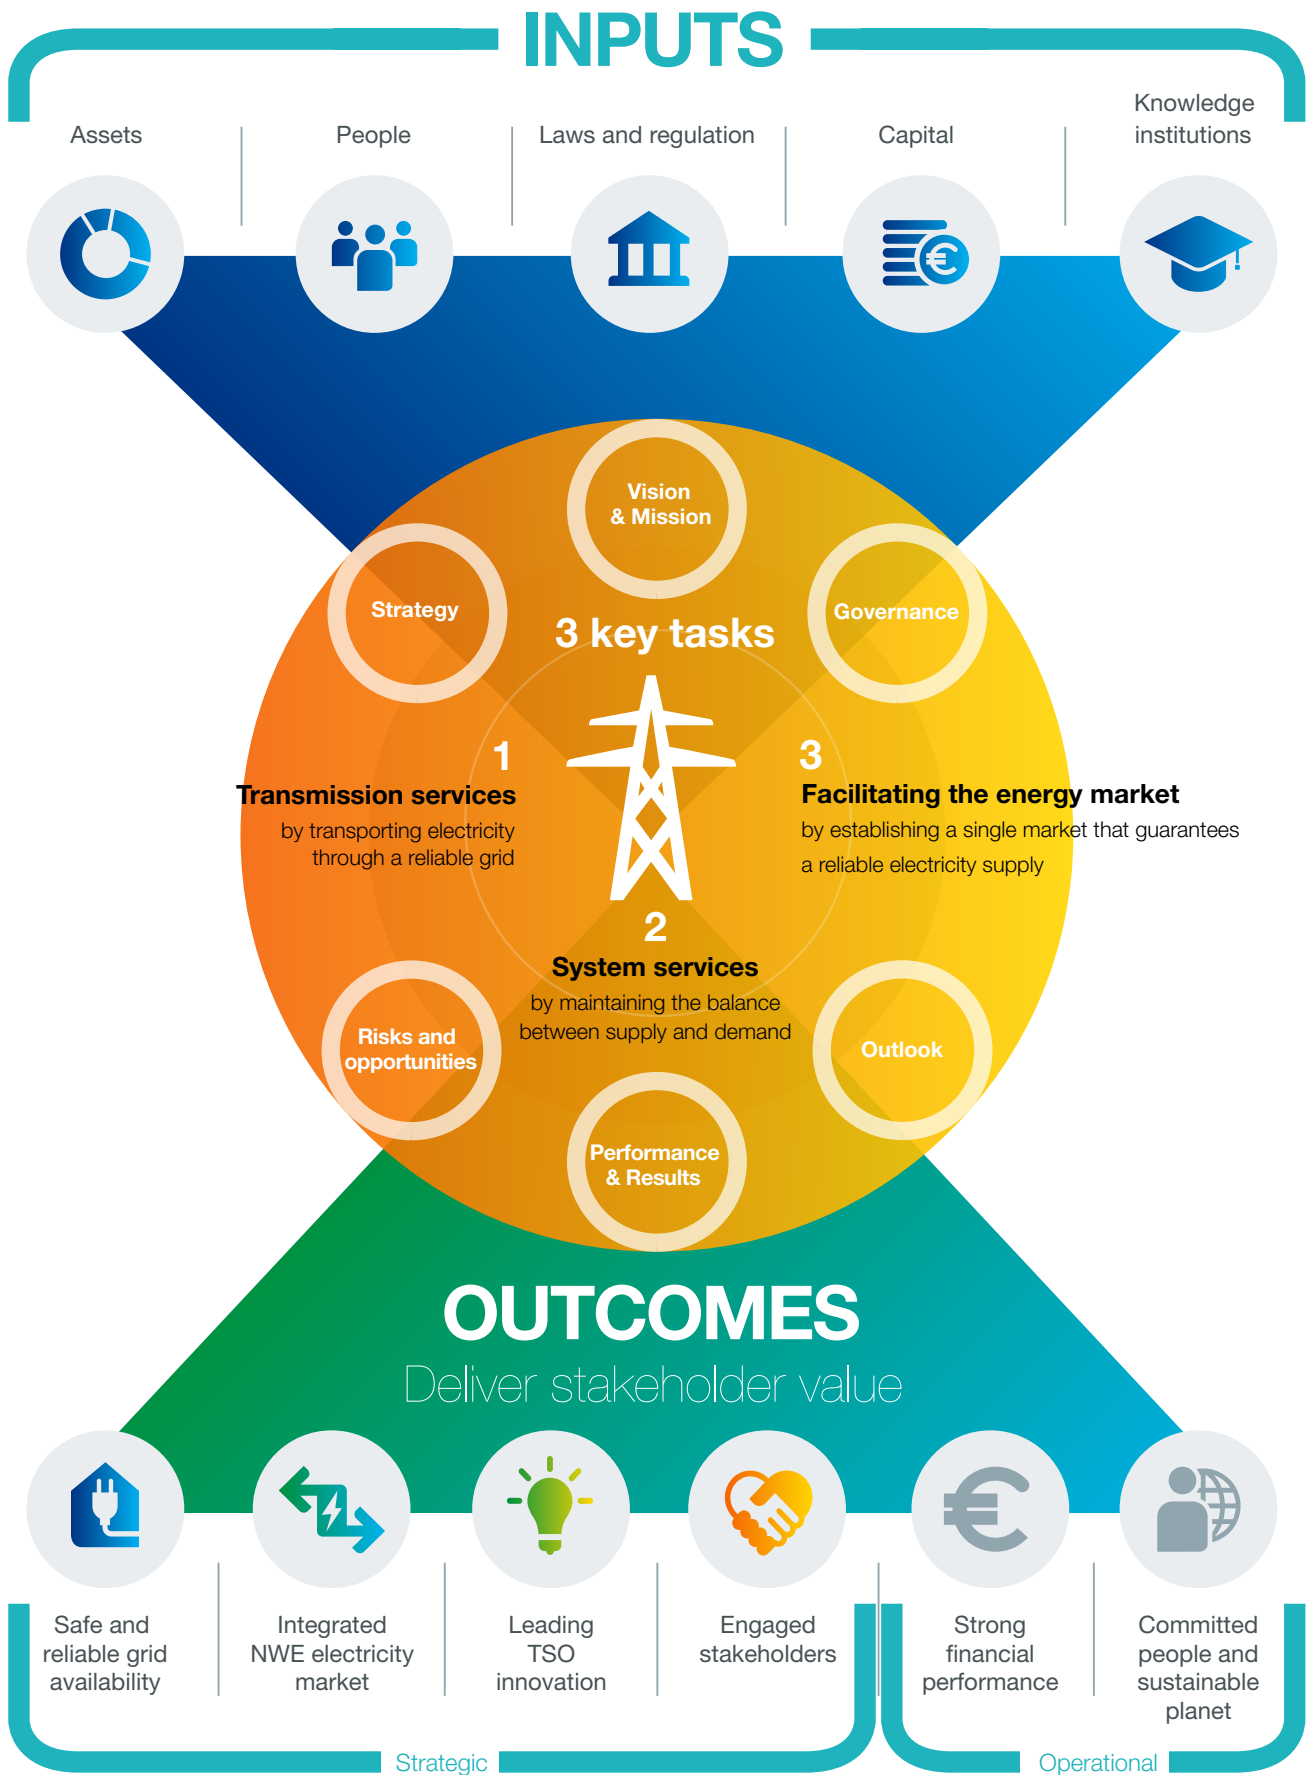 INPUTS
Assets
People
Laws and regulation
Capital
Knowledge
institutions
Vision
& Mission
Strategy
Governance
3 key tasks
1
Transmission services
by transporting electricity
through a reliable grid
3
Facilitating the energy market
by establishing a single market that guarantees
a reliable electricity supply
2
System services
by maintaining the balance
between supply and demand
Risks and
opportunities
Outlook
Performance
& Results
OUTCOMES
Deliver stakeholder value
Safe and
reliable grid
availability
Integrated
NWE electricity
market
Leading
TSO
innovation
Engaged
stakeholders
Strong
financial
performance
Committed
people and
sustainable
planet
Strategic
Operational